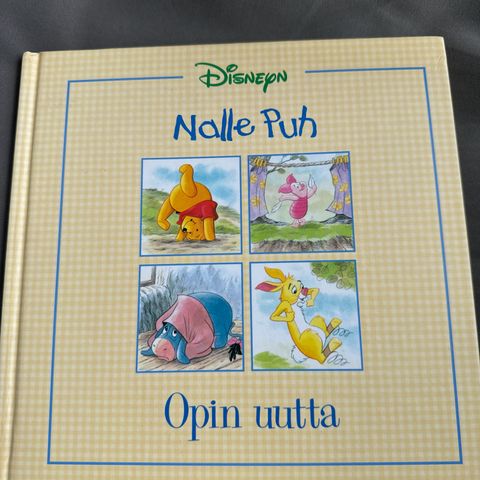 Disneyn
Nalle Puh
Opin uutta